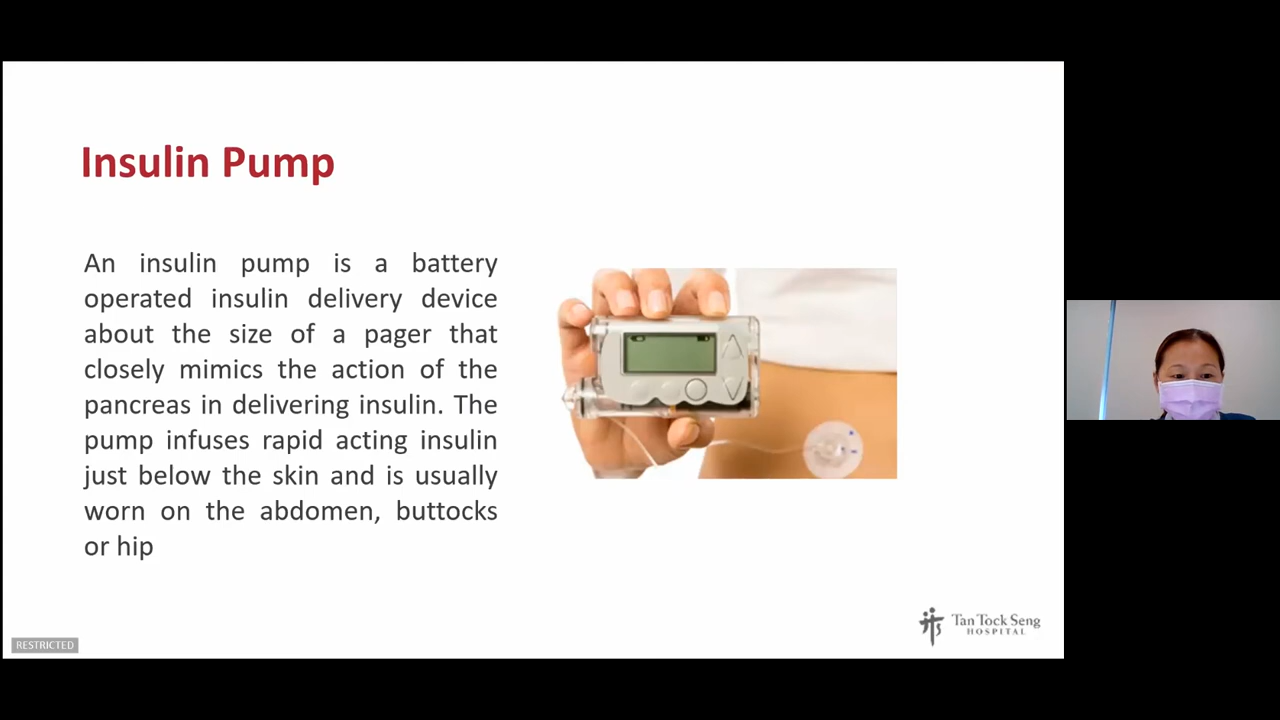 Insulin Pump
An insulin pump is a battery
operated insulin delivery device
about the size of a pager that
closely mimics the action of the
pancreas in delivering insulin. The
pump infuses rapid acting insulin
just below the skin and is usually
worn on the abdomen, buttocks
or hip
Tan Tock Seng
HOSPITAL
RESTRICTED